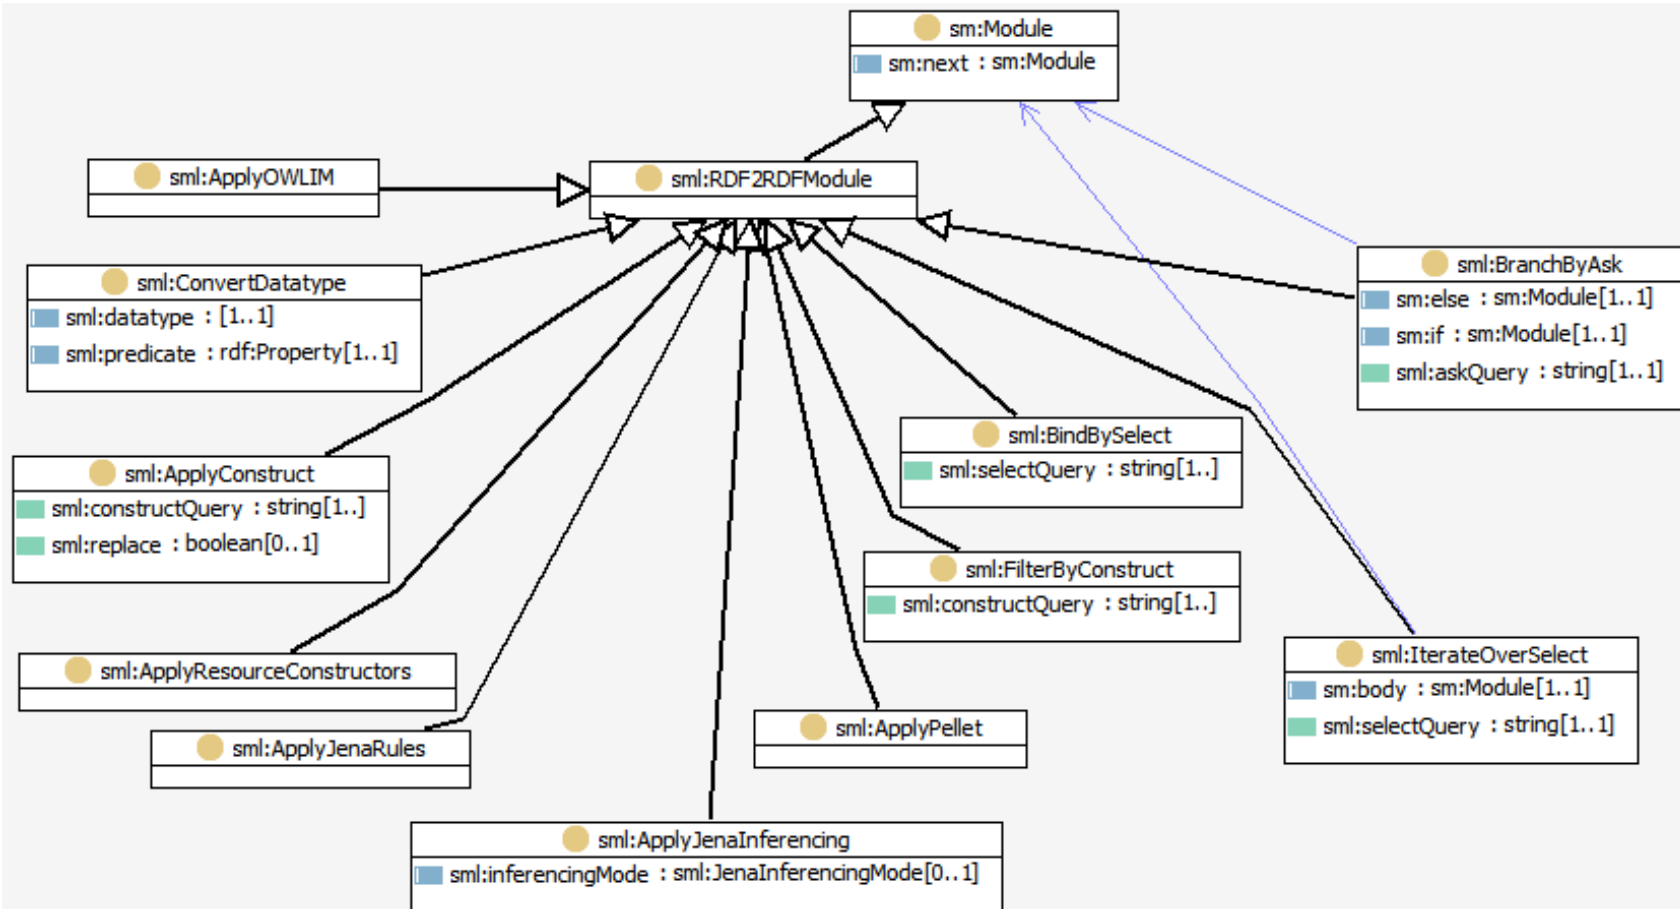 sm:Module
sm:next : sm:Module
sml:ApplyOWLIM
sml:RDF2RDFModule
sml:ConvertDatatype
sml:datatype : [1..1]
sml:predicate : rdf:Property[1..1]
sml:BranchByAsk
sm:else : sm:Module[1..1]
sm:if : sm:Module[1..1]
sml:askQuery : string[1..1]
sml:BindBySelect
sml:selectQuery : string[1..]
sml:ApplyConstruct
sml:constructQuery : string[1..]
sml:replace : boolean[0..1]
sml:FilterByConstruct
sml:constructQuery : string[1..]
sml:ApplyResourceConstructors
sml:IterateOverSelect
sm:body : sm:Module[1..1]
sml:selectQuery : string[1..1]
sml:ApplyJenaRules
sml:ApplyPellet
sml:ApplyJenaInferencing
sml:inferencingMode : sml:JenaInferencingMode[0..1]